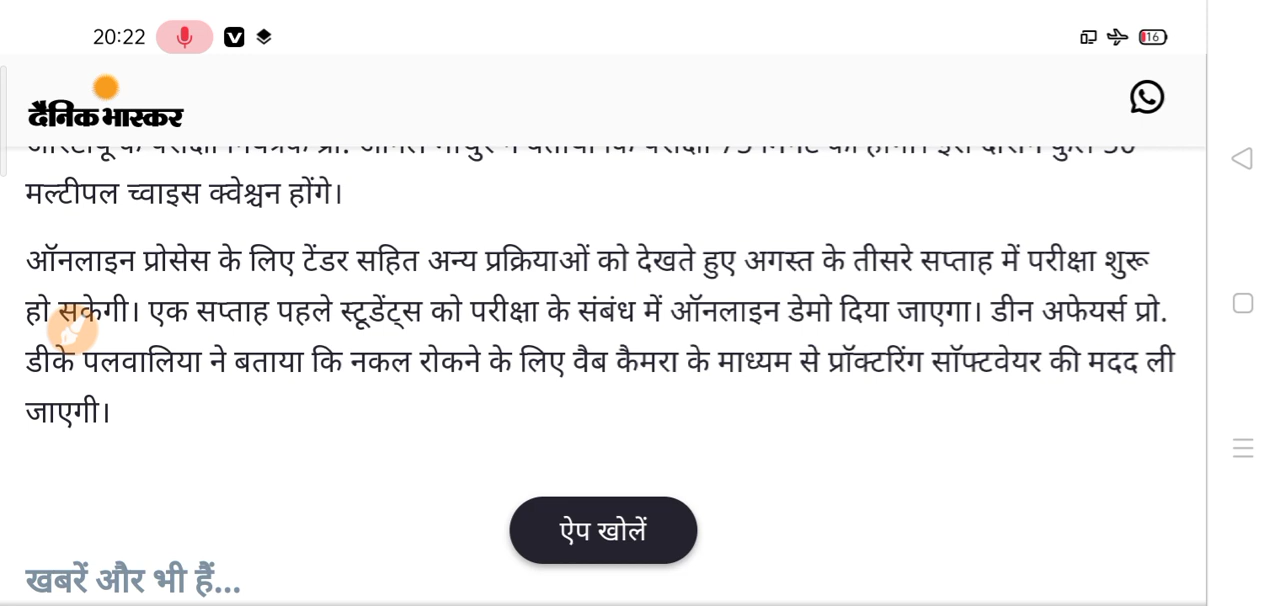 20:22
16
दैनिक भास्कर
मल्टीपल च्वाइस क्वेश्चन होंगे।
ऑनलाइन प्रोसेस के लिए टेंडर सहित अन्य प्रक्रियाओं को देखते हुए अगस्त के तीसरे सप्ताह में परीक्षा शुरू
हो सकेगी। एक सप्ताह पहले स्टूडेंट्स को परीक्षा के संबंध में ऑनलाइन डेमो दिया जाएगा। डीन अफेयर्स प्रो.
डीके पलवालिया ने बताया कि नकल रोकने के लिए वैब कैमरा के माध्यम से प्रॉक्टरिंग सॉफ्टवेयर की मदद ली
जाएगी।
ऐप खोलें
खबरें और भी हैं...